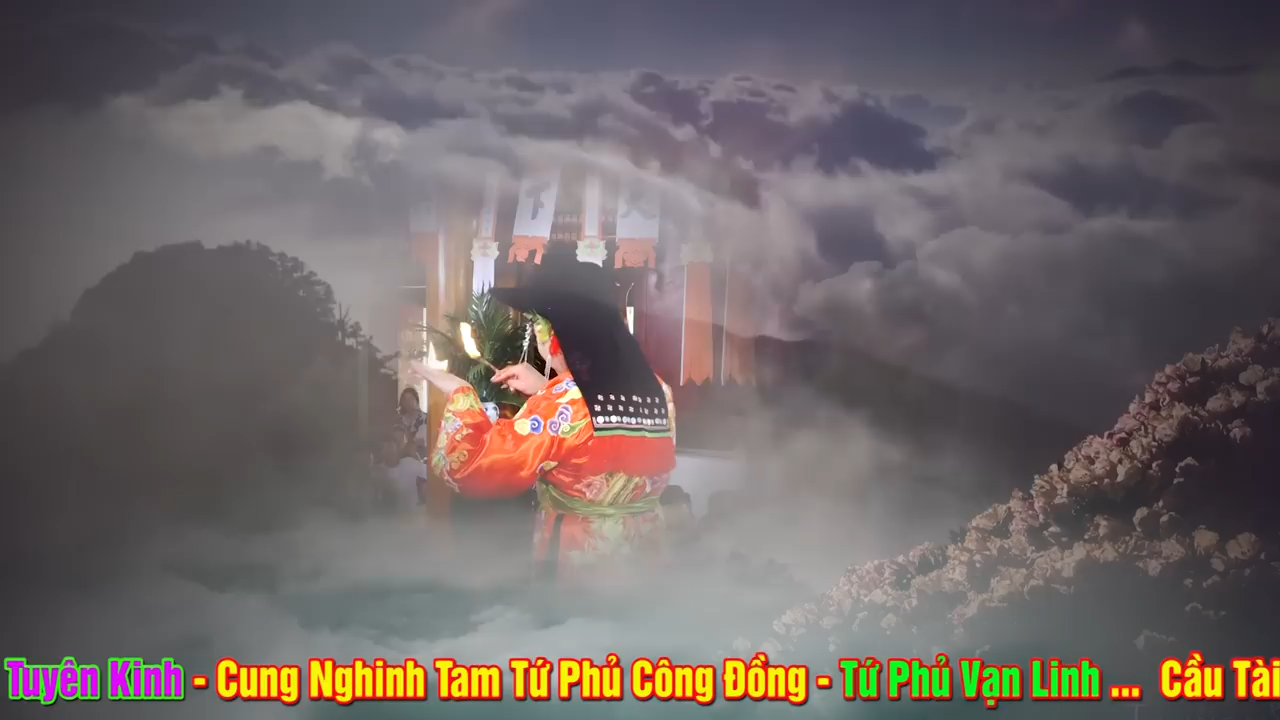 Tuyên Kinh - Cung Nghinh Tam Tứ Phủ Công Đồng - Tứ Phủ Vạn Linh ... Cầu Tài